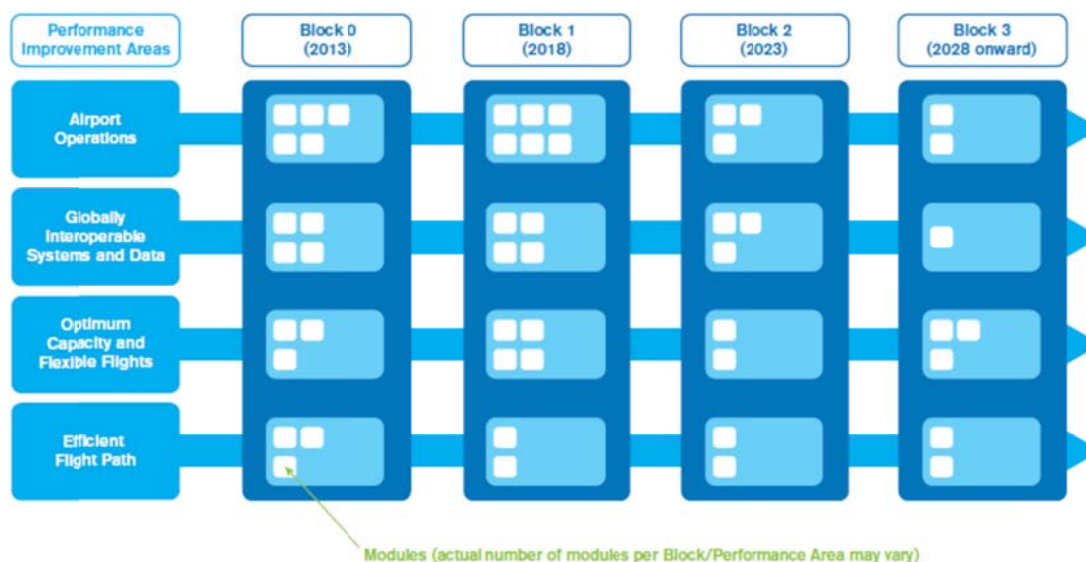 Performance
Improvement Areas
Block 0
(2013)
Block 1
(2018)
Block 2
(2023)
Block 3
(2028 onward)
Airport
Operations
Globally
Interoperable
Systems and Data
Optimum
Capacity and
Flexible Flights
Efficient
Flight Path
Modules (actual number of modules per Block/Performance Area may vary)